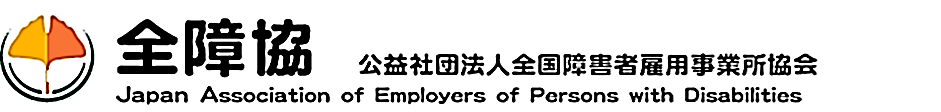 全障協 公益社団法人全国障害者雇用事業所協会
Japan Association of Employers of Persons with Disabilities